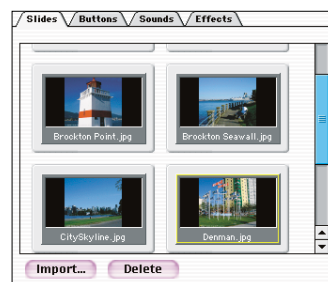 Slides Buttons Sounds Effects
Brockton Point.jpg Brockton Seawall.jpg
CitySkyline.jpg Denman.jpg
Import... Delete